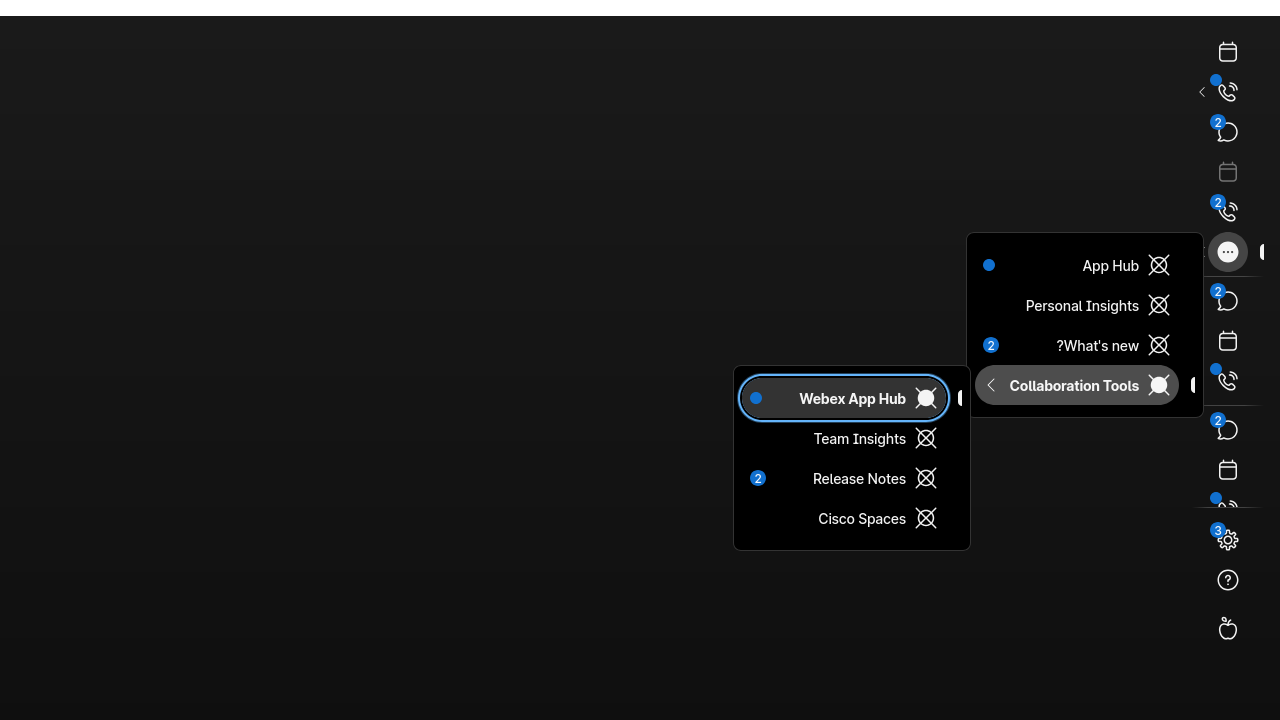 2
2
App Hub
Personal Insights
?What's new
2
Collaboration Tools
Webex App Hub
Team Insights
Release Notes
2
Cisco Spaces
2
2
3